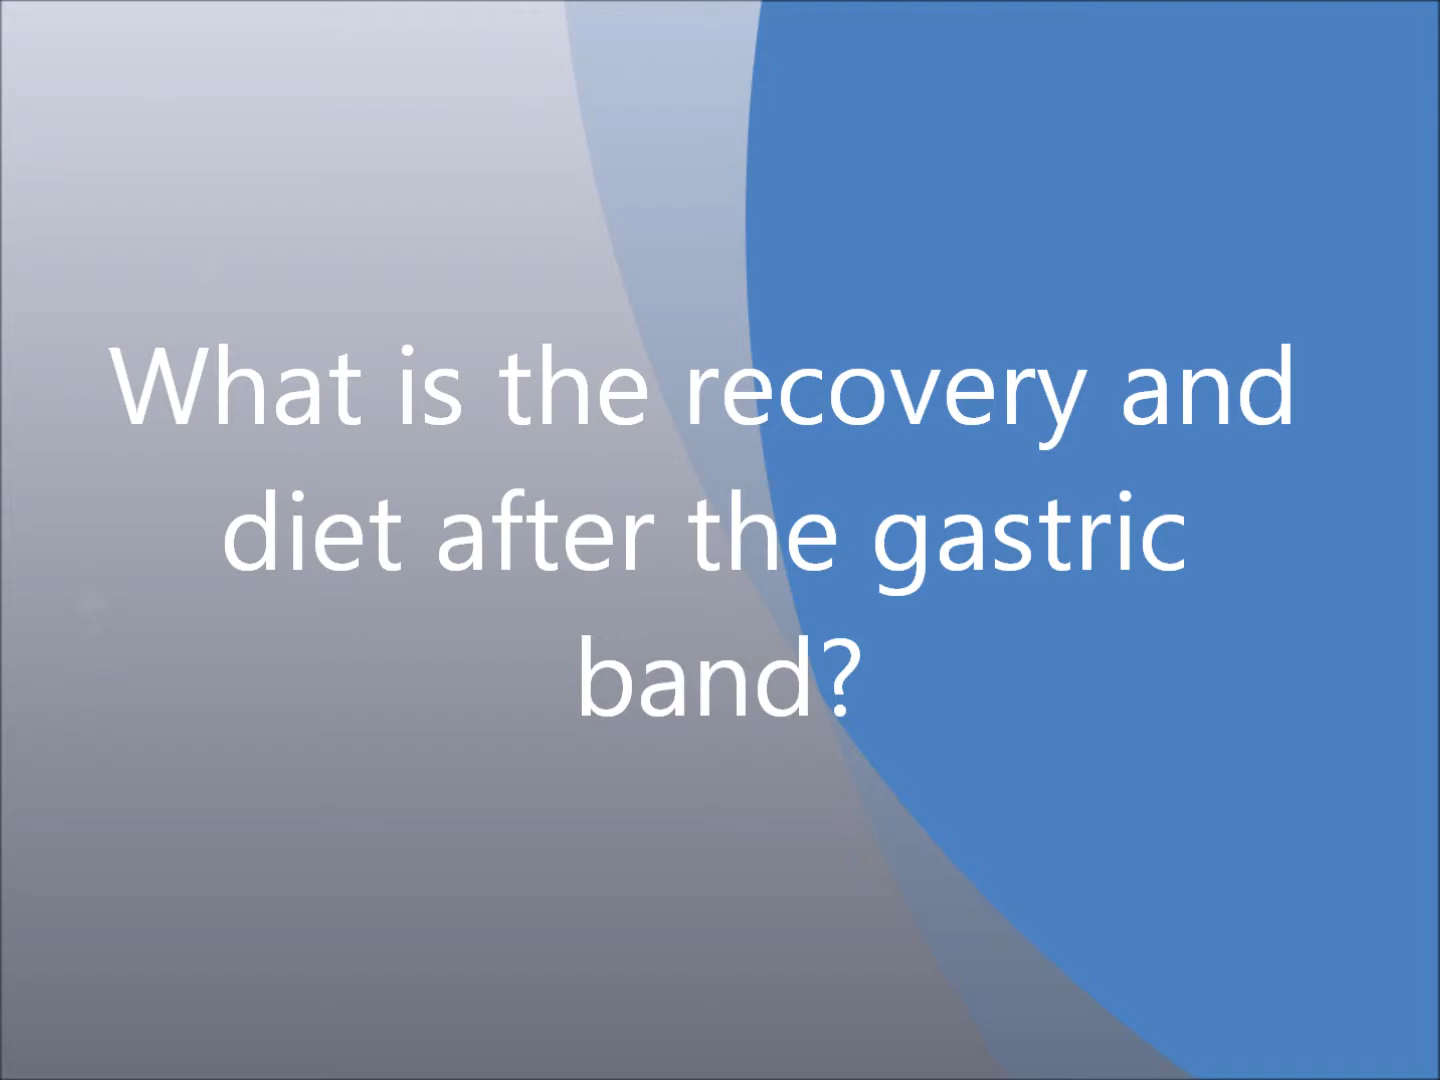 What is the recovery and
diet after the gastric
band?